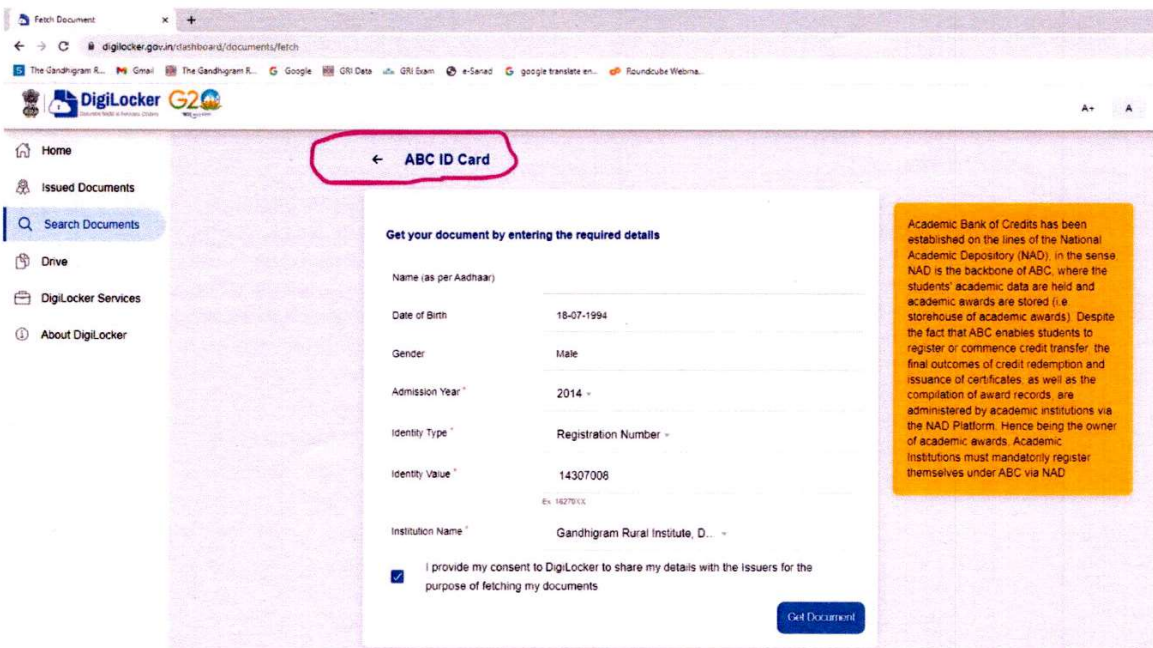 Fetch Document
digilocker.gov.in/dashboard/documents/fetch
The Gandhigram R... Gmail The Gandhigram R... Google GRI Data GRI Exam e-Sanad google translate en... Roundcube Webma...
DigiLocker G20
A+ A
Home
Issued Documents
Search Documents
Drive
DigiLocker Services
About DigiLocker
← ABC ID Card
Get your document by entering the required details
Name (as per Aadhaar)
Date of Birth 18-07-1994
Gender Male
Admission Year * 2014
Identity Type * Registration Number
Identity Value * 14307008
Institution Name * Gandhigram Rural Institute, D...
I provide my consent to DigiLocker to share my details with the Issuers for the
purpose of fetching my documents
Get Document
Academic Bank of Credits has been
established on the lines of the National
Academic Depository (NAD), in the sense,
NAD is the backbone of ABC, where the
students' academic data are held and
academic awards are stored (i.e.
storehouse of academic awards). Despite
the fact that ABC enables students to
register or commence credit transfer, the
final outcomes of credit redemption and
issuance of certificates, as well as the
compilation of award records, are
administered by academic institutions via
the NAD Platform. Hence being the owner
of academic awards, Academic
Institutions must mandatorily register
themselves under ABC via NAD